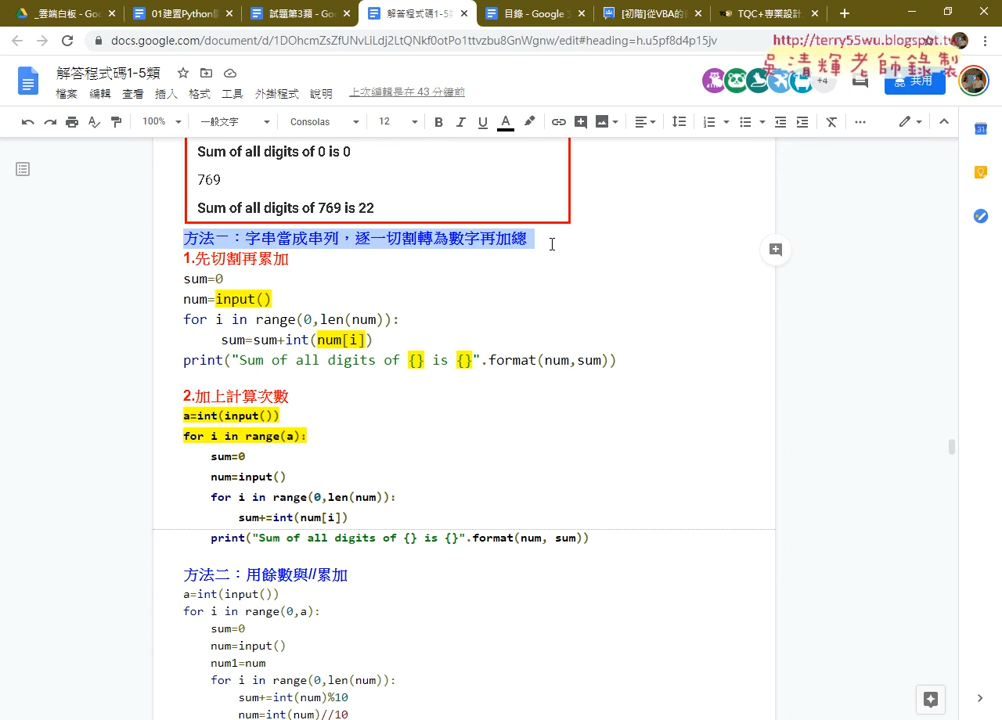 _雲端白板 - Goo
01建置Python
試題第3類 - Goo
解答程式碼1-5
目錄 - Google
[初階]從VBA的
TQC+專業設計
docs.google.com/document/d/1DOhcmZsZfUNvLiLdj2LtQNkf0otPo1ttvzbu8GnWgnw/edit#heading=h.u5pf8d4p15jv
http://terry55wu.blogspot.tw
吳清輝老師錄製
解答程式碼1-5類
檔案 編輯 查看 插入 格式 工具 外掛程式 說明 上次編輯是在 43 分鐘前
+4
共用
100% 一般文字 Consolas 12
Sum of all digits of 0 is 0
769
Sum of all digits of 769 is 22
方法一：字串當成串列，逐一切割轉為數字再加總
1.先切割再累加
sum=0
num=input()
for i in range(0,len(num)):
sum=sum+int(num[i])
print("Sum of all digits of {} is {}".format(num,sum))
2.加上計算次數
a=int(input())
for i in range(a):
sum=0
num=input()
for i in range(0,len(num)):
sum+=int(num[i])
print("Sum of all digits of {} is {}".format(num, sum))
方法二：用餘數與//累加
a=int(input())
for i in range(0,a):
sum=0
num=input()
num1=num
for i in range(0,len(num)):
sum+=int(num)%10
num=int(num)//10